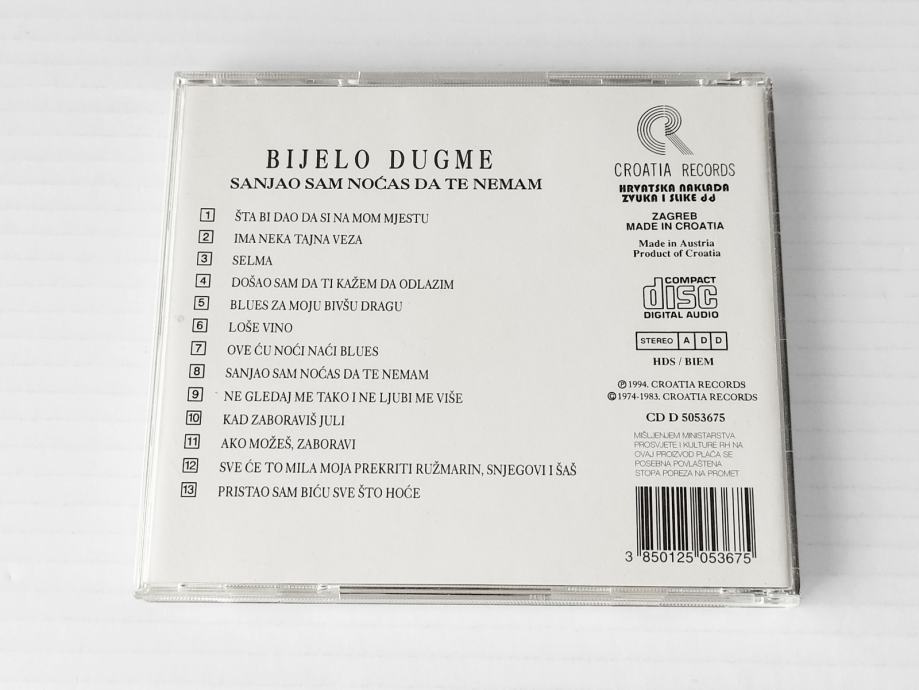 BIJELO DUGME
SANJAO SAM NOĆAS DA TE NEMAM
1 ŠTA BI DAO DA SI NA MOM MJESTU
2 IMA NEKA TAJNA VEZA
3 SELMA
4 DOŠAO SAM DA TI KAŽEM DA ODLAZIM
5 BLUES ZA MOJU BIVŠU DRAGU
6 LOŠE VINO
7 OVE ĆU NOĆI NAĆI BLUES
8 SANJAO SAM NOĆAS DA TE NEMAM
9 NE GLEDAJ ME TAKO I NE LJUBI ME VIŠE
10 KAD ZABORAVIŠ JULI
11 AKO MOŽEŠ, ZABORAVI
12 SVE ĆE TO MILA MOJA PREKRITI RUŽMARIN, SNJEGOVI I ŠAŠ
13 PRISTAO SAM BIĆU SVE ŠTO HOĆE
CROATIA RECORDS
HRVATSKA NAKLADA
ZVUKA I SLIKE dd
ZAGREB
MADE IN CROATIA
Made in Austria
Product of Croatia
COMPACT
disc
DIGITAL AUDIO
STEREO A D D
HDS / BIEM
℗ 1994. CROATIA RECORDS
© 1974-1983. CROATIA RECORDS
CD D 5053675
MIŠLJENJEM MINISTARSTVA
PROSVJETE I KULTURE RH NA
OVAJ PROIZVOD PLAĆA SE
POSEBNA POVLAŠTENA
STOPA POREZA NA PROMET
3 850125 053675